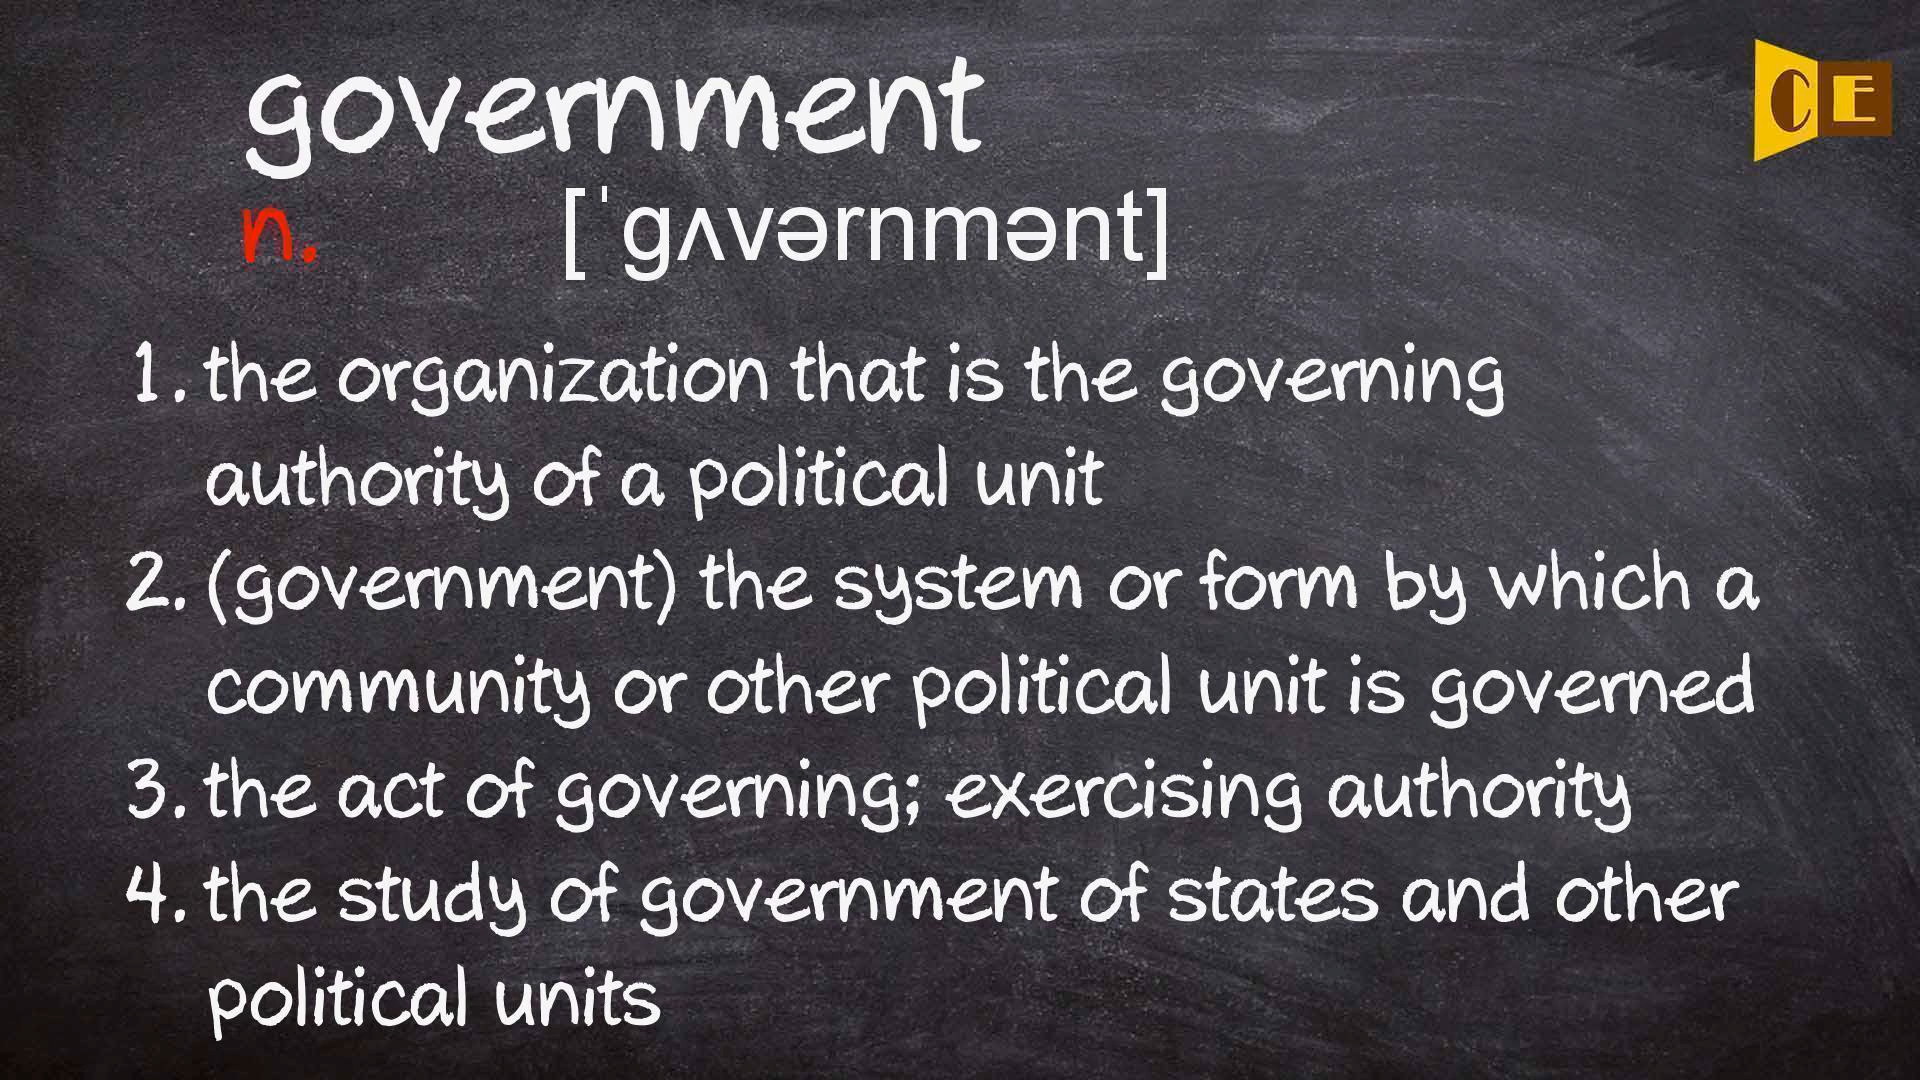 government
CE
n. [ˈgʌvərnmənt]
1. the organization that is the governing
authority of a political unit
2. (government) the system or form by which a
community or other political unit is governed
3. the act of governing; exercising authority
4. the study of government of states and other
political units